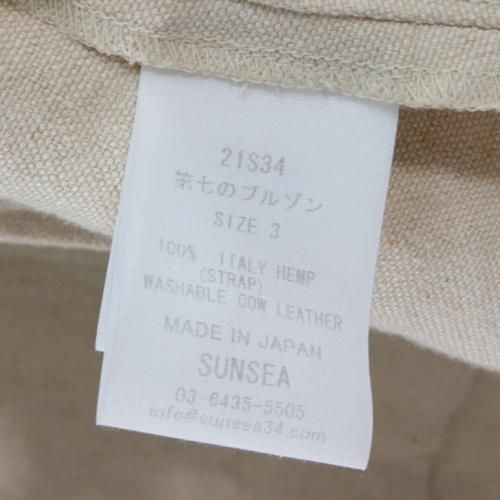 21S34
第七のブルゾン
SIZE 3
100% ITALY HEMP
(STRAP)
WASHABLE COW LEATHER
MADE IN JAPAN
SUNSEA
03-6435-5505
info@sunsea34.com